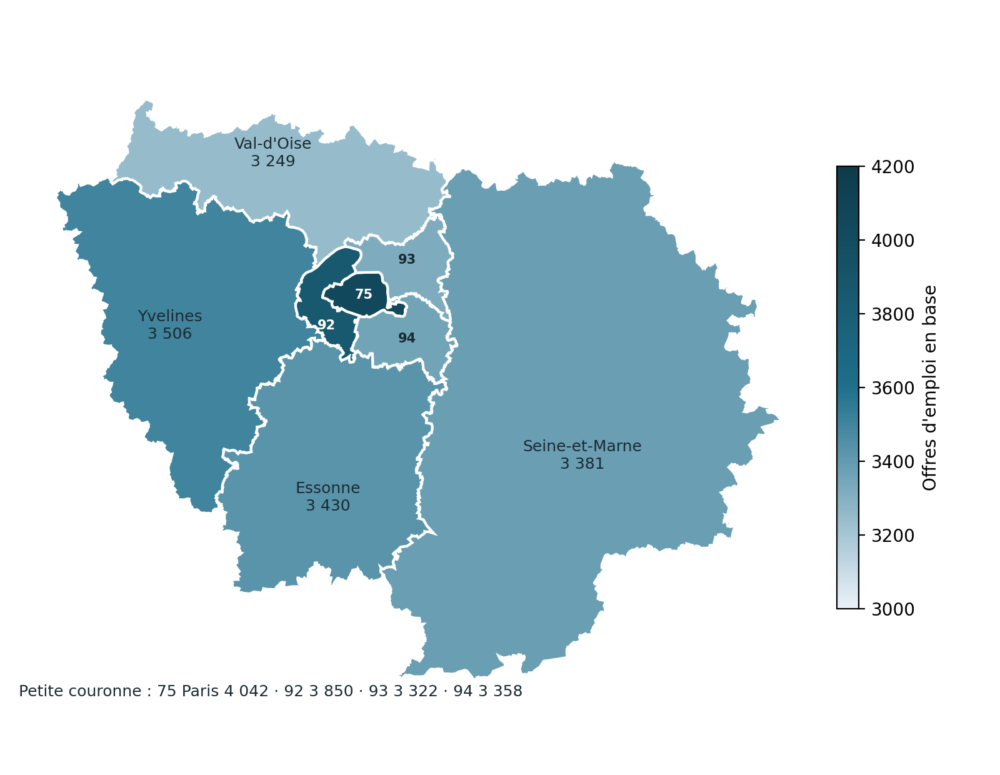 Val-d'Oise
3 249
93
75
92
94
Yvelines
3 506
Seine-et-Marne
3 381
Essonne
3 430
4200
4000
3800
3600
3400
3200
3000
Offres d'emploi en base
Petite couronne : 75 Paris 4 042 · 92 3 850 · 93 3 322 · 94 3 358